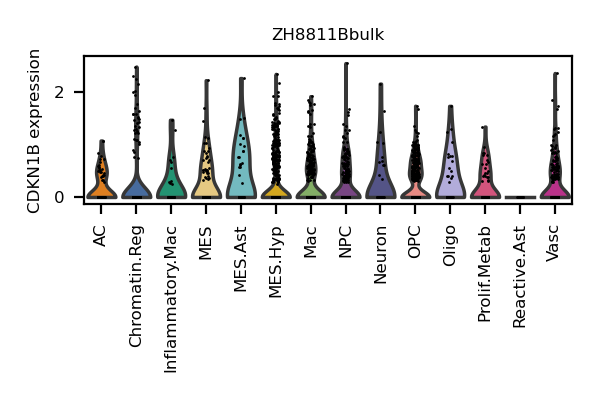 ZH8811Bbulk
CDKN1B expression
2
0
AC
Chromatin.Reg
Inflammatory.Mac
MES
MES.Ast
MES.Hyp
Mac
NPC
Neuron
OPC
Oligo
Prolif.Metab
Reactive.Ast
Vasc